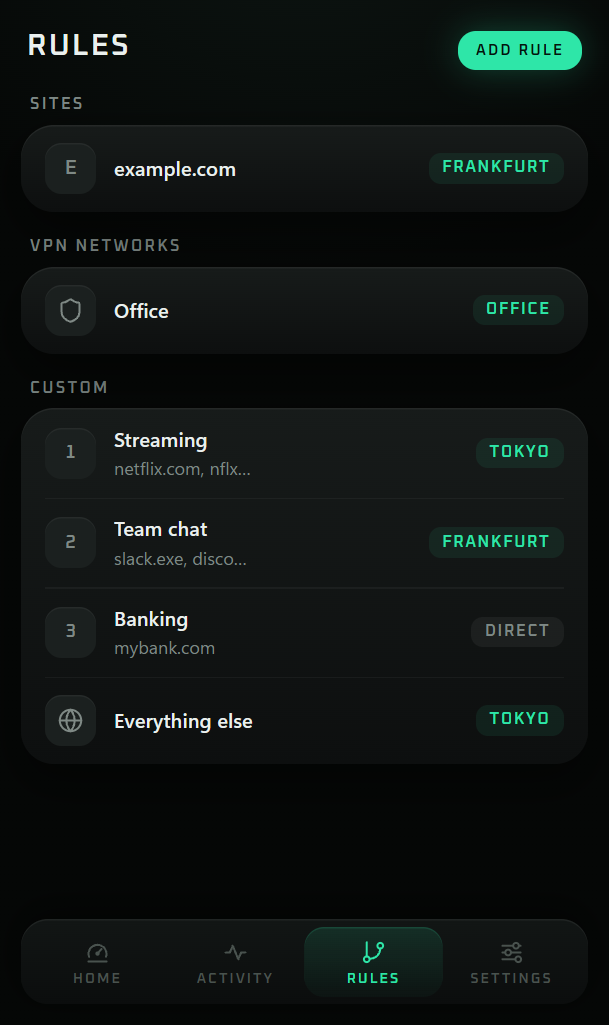 RULES
ADD RULE
SITES
E
example.com
FRANKFURT
VPN NETWORKS
Office
OFFICE
CUSTOM
1
Streaming
netflix.com, nflx...
TOKYO
2
Team chat
slack.exe, disco...
FRANKFURT
3
Banking
mybank.com
DIRECT
Everything else
TOKYO
HOME
ACTIVITY
RULES
SETTINGS